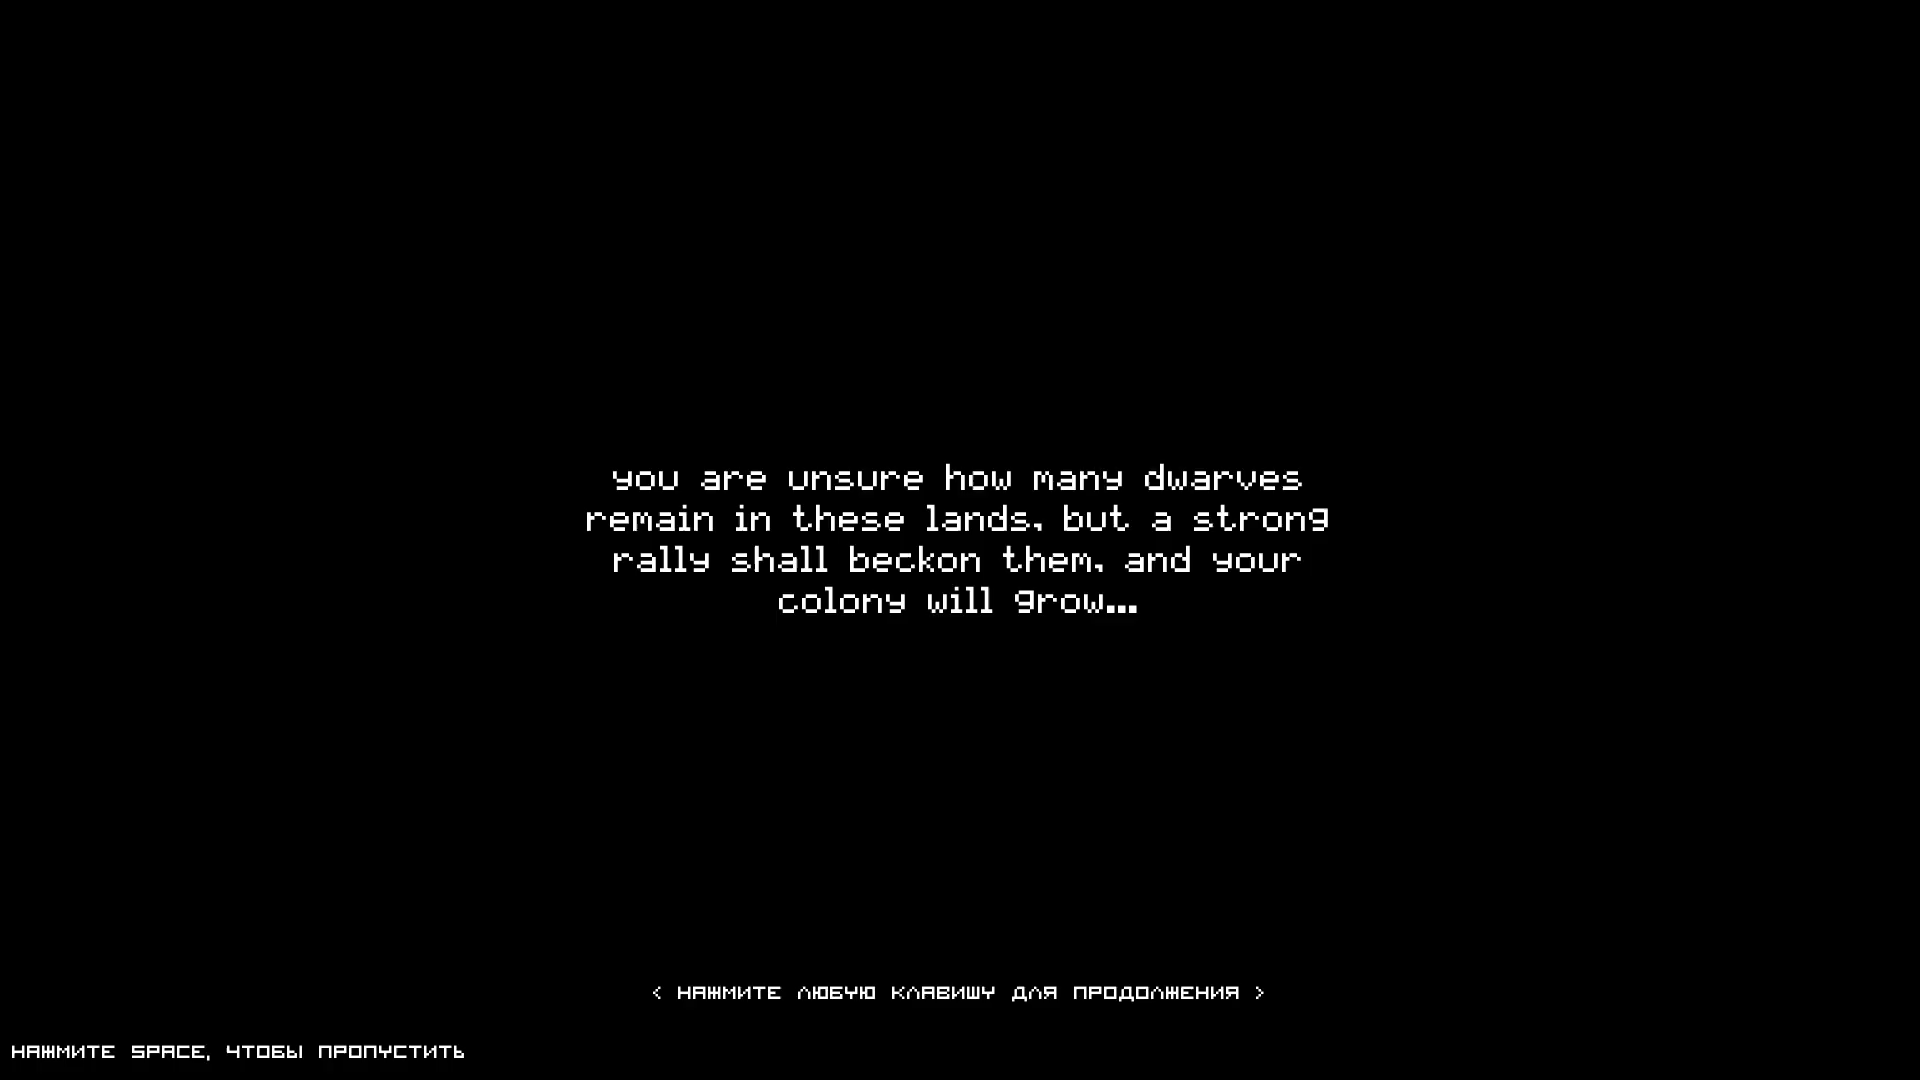 you are unsure how many dwarves
remain in these lands, but a strong
rally shall beckon them, and your
colony will grow...
< НАЖМИТЕ ЛЮБУЮ КЛАВИШУ ДЛЯ ПРОДОЛЖЕНИЯ >
НАЖМИТЕ SPACE, ЧТОБЫ ПРОПУСТИТЬ